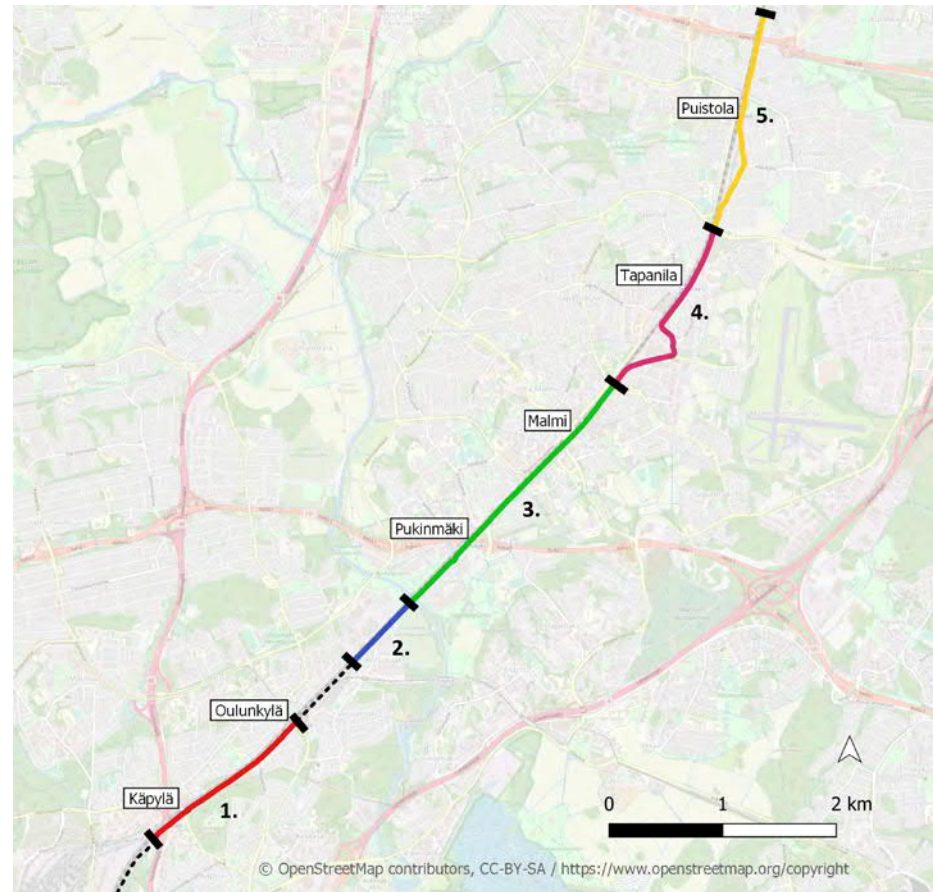 Puistola
5.
Tapanila
4.
Malmi
3.
Pukinmäki
2.
Oulunkylä
Käpylä
1.
0 1 2 km
© OpenStreetMap contributors, CC-BY-SA / https://www.openstreetmap.org/copyright